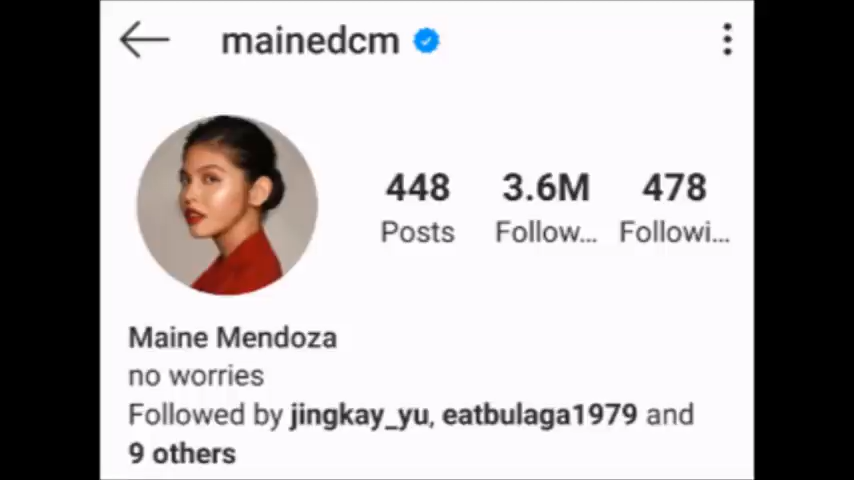 mainedcm
448 3.6M 478
Posts Follow... Followi...
Maine Mendoza
no worries
Followed by jingkay_yu, eatbulaga1979 and
9 others